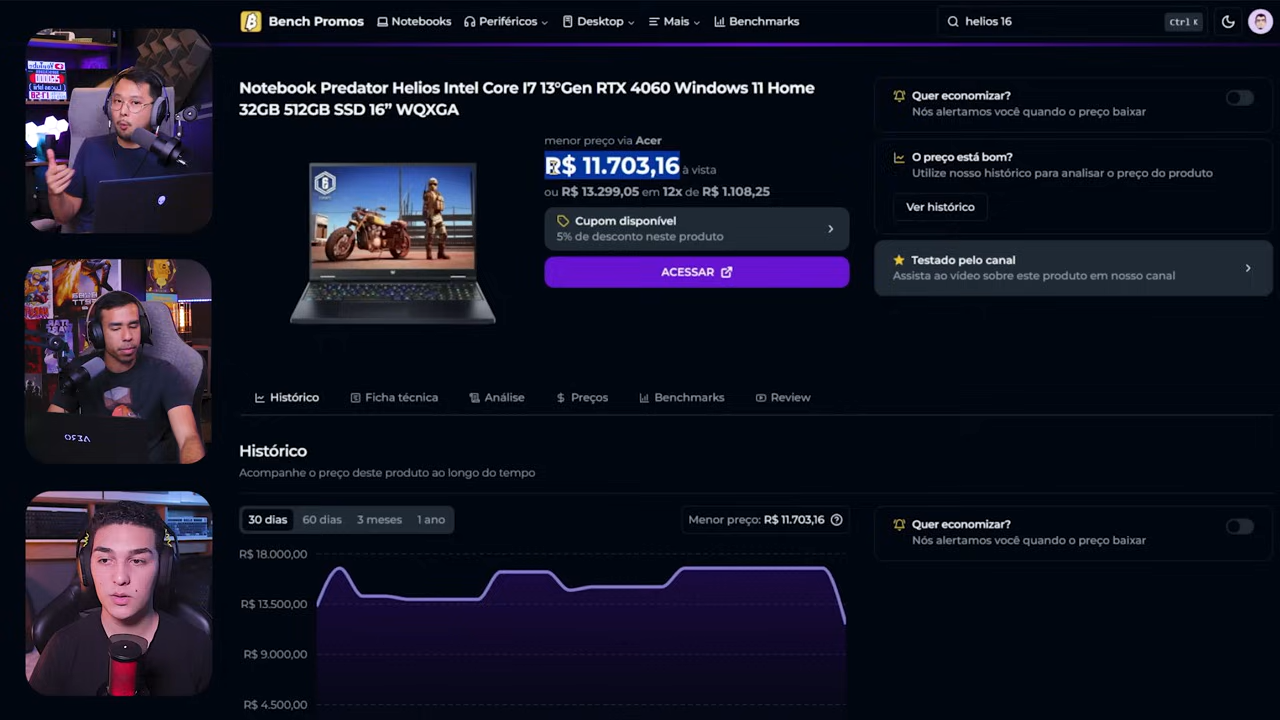 Bench Promos
Notebooks
Periféricos
Desktop
Mais
Benchmarks
helios 16
Ctrl K
Notebook Predator Helios Intel Core I7 13°Gen RTX 4060 Windows 11 Home
32GB 512GB SSD 16” WQXGA
menor preço via Acer
R$ 11.703,16 à vista
ou R$ 13.299,05 em 12x de R$ 1.108,25
Cupom disponível
5% de desconto neste produto
ACESSAR
Quer economizar?
Nós alertamos você quando o preço baixar
O preço está bom?
Utilize nosso histórico para analisar o preço do produto
Ver histórico
Testado pelo canal
Assista ao vídeo sobre este produto em nosso canal
Histórico
Ficha técnica
Análise
Preços
Benchmarks
Review
Histórico
Acompanhe o preço deste produto ao longo do tempo
30 dias
60 dias
3 meses
1 ano
Menor preço: R$ 11.703,16
Quer economizar?
Nós alertamos você quando o preço baixar
R$ 18.000,00
R$ 13.500,00
R$ 9.000,00
R$ 4.500,00
AERO